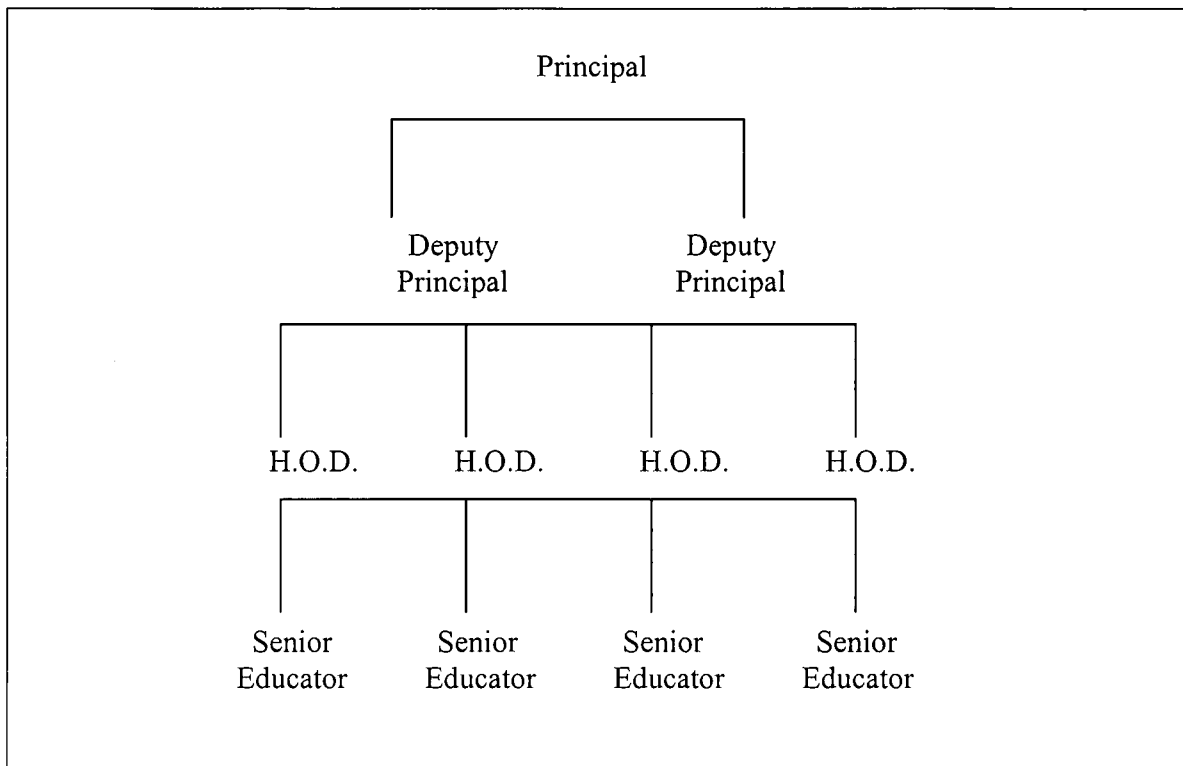 Principal
Deputy Deputy
Principal Principal
H.O.D. H.O.D. H.O.D. H.O.D.
Senior Senior Senior Senior
Educator Educator Educator Educator